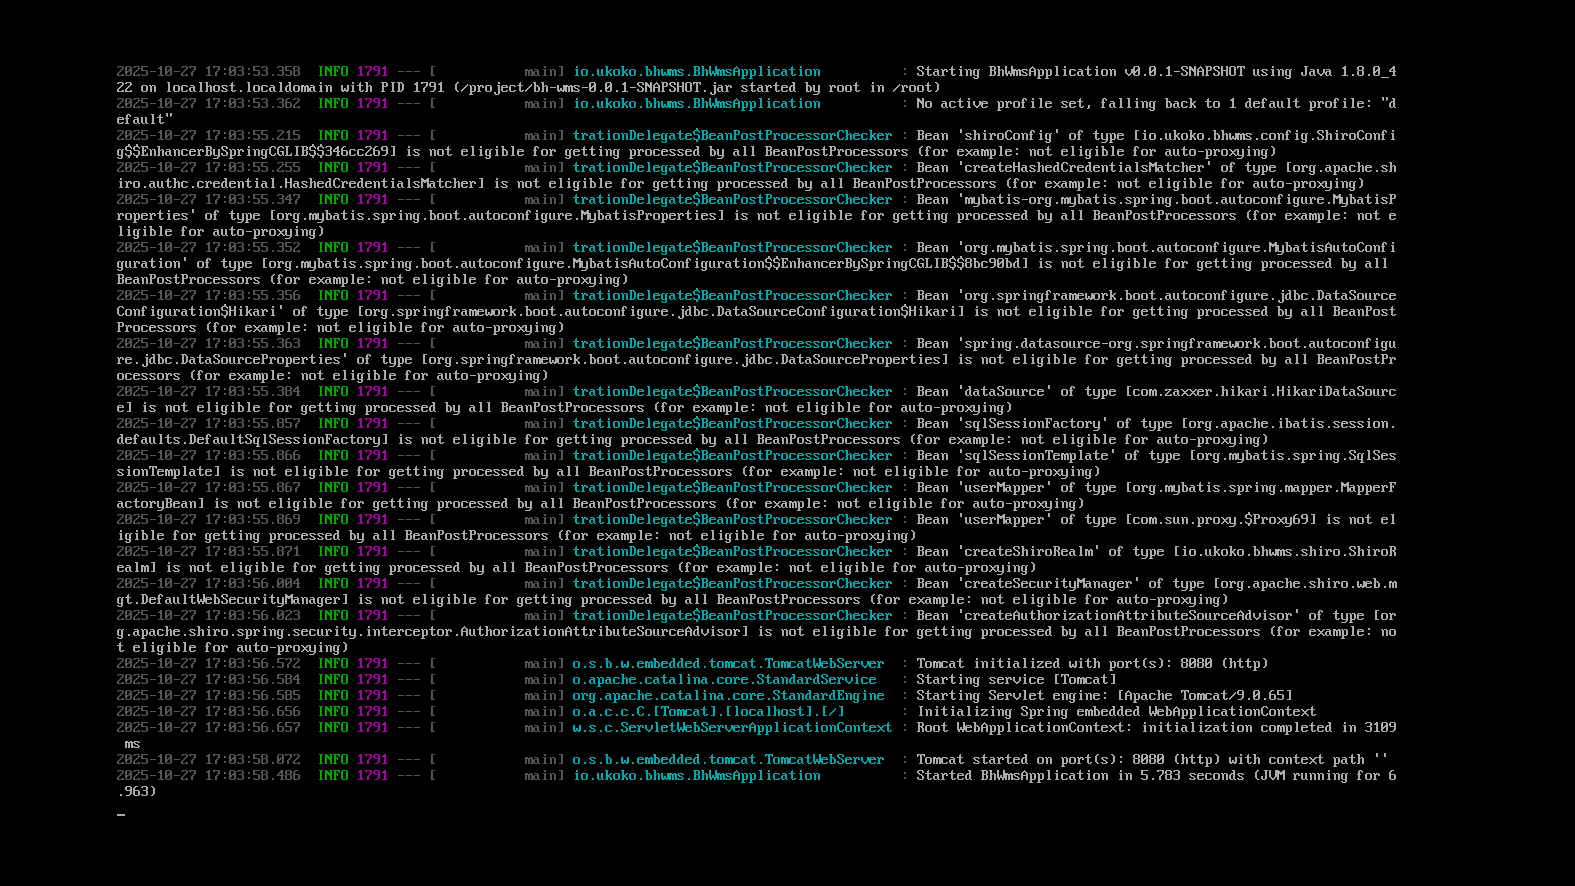 2025-10-27 17:03:53.358  INFO 1791 --- [           main] io.ukoko.bhwms.BhWmsApplication          : Starting BhWmsApplication v0.0.1-SNAPSHOT using Java 1.8.0_4
22 on localhost.localdomain with PID 1791 (/project/bh-wms-0.0.1-SNAPSHOT.jar started by root in /root)
2025-10-27 17:03:53.362  INFO 1791 --- [           main] io.ukoko.bhwms.BhWmsApplication          : No active profile set, falling back to 1 default profile: "d
efault"
2025-10-27 17:03:55.215  INFO 1791 --- [           main] trationDelegate$BeanPostProcessorChecker : Bean 'shiroConfig' of type [io.ukoko.bhwms.config.ShiroConfi
g$$EnhancerBySpringCGLIB$$346cc269] is not eligible for getting processed by all BeanPostProcessors (for example: not eligible for auto-proxying)
2025-10-27 17:03:55.255  INFO 1791 --- [           main] trationDelegate$BeanPostProcessorChecker : Bean 'createHashedCredentialsMatcher' of type [org.apache.sh
iro.authc.credential.HashedCredentialsMatcher] is not eligible for getting processed by all BeanPostProcessors (for example: not eligible for auto-proxying)
2025-10-27 17:03:55.347  INFO 1791 --- [           main] trationDelegate$BeanPostProcessorChecker : Bean 'mybatis-org.mybatis.spring.boot.autoconfigure.MybatisP
roperties' of type [org.mybatis.spring.boot.autoconfigure.MybatisProperties] is not eligible for getting processed by all BeanPostProcessors (for example: not e
ligible for auto-proxying)
2025-10-27 17:03:55.352  INFO 1791 --- [           main] trationDelegate$BeanPostProcessorChecker : Bean 'org.mybatis.spring.boot.autoconfigure.MybatisAutoConfi
guration' of type [org.mybatis.spring.boot.autoconfigure.MybatisAutoConfiguration$$EnhancerBySpringCGLIB$$8bc90bd] is not eligible for getting processed by all
BeanPostProcessors (for example: not eligible for auto-proxying)
2025-10-27 17:03:55.356  INFO 1791 --- [           main] trationDelegate$BeanPostProcessorChecker : Bean 'org.springframework.boot.autoconfigure.jdbc.DataSource
Configuration$Hikari' of type [org.springframework.boot.autoconfigure.jdbc.DataSourceConfiguration$Hikari] is not eligible for getting processed by all BeanPost
Processors (for example: not eligible for auto-proxying)
2025-10-27 17:03:55.363  INFO 1791 --- [           main] trationDelegate$BeanPostProcessorChecker : Bean 'spring.datasource-org.springframework.boot.autoconfigu
re.jdbc.DataSourceProperties' of type [org.springframework.boot.autoconfigure.jdbc.DataSourceProperties] is not eligible for getting processed by all BeanPostPr
ocessors (for example: not eligible for auto-proxying)
2025-10-27 17:03:55.384  INFO 1791 --- [           main] trationDelegate$BeanPostProcessorChecker : Bean 'dataSource' of type [com.zaxxer.hikari.HikariDataSourc
e] is not eligible for getting processed by all BeanPostProcessors (for example: not eligible for auto-proxying)
2025-10-27 17:03:55.857  INFO 1791 --- [           main] trationDelegate$BeanPostProcessorChecker : Bean 'sqlSessionFactory' of type [org.apache.ibatis.session.
defaults.DefaultSqlSessionFactory] is not eligible for getting processed by all BeanPostProcessors (for example: not eligible for auto-proxying)
2025-10-27 17:03:55.866  INFO 1791 --- [           main] trationDelegate$BeanPostProcessorChecker : Bean 'sqlSessionTemplate' of type [org.mybatis.spring.SqlSes
sionTemplate] is not eligible for getting processed by all BeanPostProcessors (for example: not eligible for auto-proxying)
2025-10-27 17:03:55.867  INFO 1791 --- [           main] trationDelegate$BeanPostProcessorChecker : Bean 'userMapper' of type [org.mybatis.spring.mapper.MapperF
actoryBean] is not eligible for getting processed by all BeanPostProcessors (for example: not eligible for auto-proxying)
2025-10-27 17:03:55.869  INFO 1791 --- [           main] trationDelegate$BeanPostProcessorChecker : Bean 'userMapper' of type [com.sun.proxy.$Proxy69] is not el
igible for getting processed by all BeanPostProcessors (for example: not eligible for auto-proxying)
2025-10-27 17:03:55.871  INFO 1791 --- [           main] trationDelegate$BeanPostProcessorChecker : Bean 'createShiroRealm' of type [io.ukoko.bhwms.shiro.ShiroR
ealm] is not eligible for getting processed by all BeanPostProcessors (for example: not eligible for auto-proxying)
2025-10-27 17:03:56.004  INFO 1791 --- [           main] trationDelegate$BeanPostProcessorChecker : Bean 'createSecurityManager' of type [org.apache.shiro.web.m
gt.DefaultWebSecurityManager] is not eligible for getting processed by all BeanPostProcessors (for example: not eligible for auto-proxying)
2025-10-27 17:03:56.023  INFO 1791 --- [           main] trationDelegate$BeanPostProcessorChecker : Bean 'createAuthorizationAttributeSourceAdvisor' of type [or
g.apache.shiro.spring.security.interceptor.AuthorizationAttributeSourceAdvisor] is not eligible for getting processed by all BeanPostProcessors (for example: no
t eligible for auto-proxying)
2025-10-27 17:03:56.572  INFO 1791 --- [           main] o.s.b.w.embedded.tomcat.TomcatWebServer  : Tomcat initialized with port(s): 8080 (http)
2025-10-27 17:03:56.584  INFO 1791 --- [           main] o.apache.catalina.core.StandardService   : Starting service [Tomcat]
2025-10-27 17:03:56.585  INFO 1791 --- [           main] org.apache.catalina.core.StandardEngine  : Starting Servlet engine: [Apache Tomcat/9.0.65]
2025-10-27 17:03:56.656  INFO 1791 --- [           main] o.a.c.c.C.[Tomcat].[localhost].[/]       : Initializing Spring embedded WebApplicationContext
2025-10-27 17:03:56.657  INFO 1791 --- [           main] w.s.c.ServletWebServerApplicationContext : Root WebApplicationContext: initialization completed in 3109
 ms
2025-10-27 17:03:58.072  INFO 1791 --- [           main] o.s.b.w.embedded.tomcat.TomcatWebServer  : Tomcat started on port(s): 8080 (http) with context path ''
2025-10-27 17:03:58.486  INFO 1791 --- [           main] io.ukoko.bhwms.BhWmsApplication          : Started BhWmsApplication in 5.783 seconds (JVM running for 6
.963)